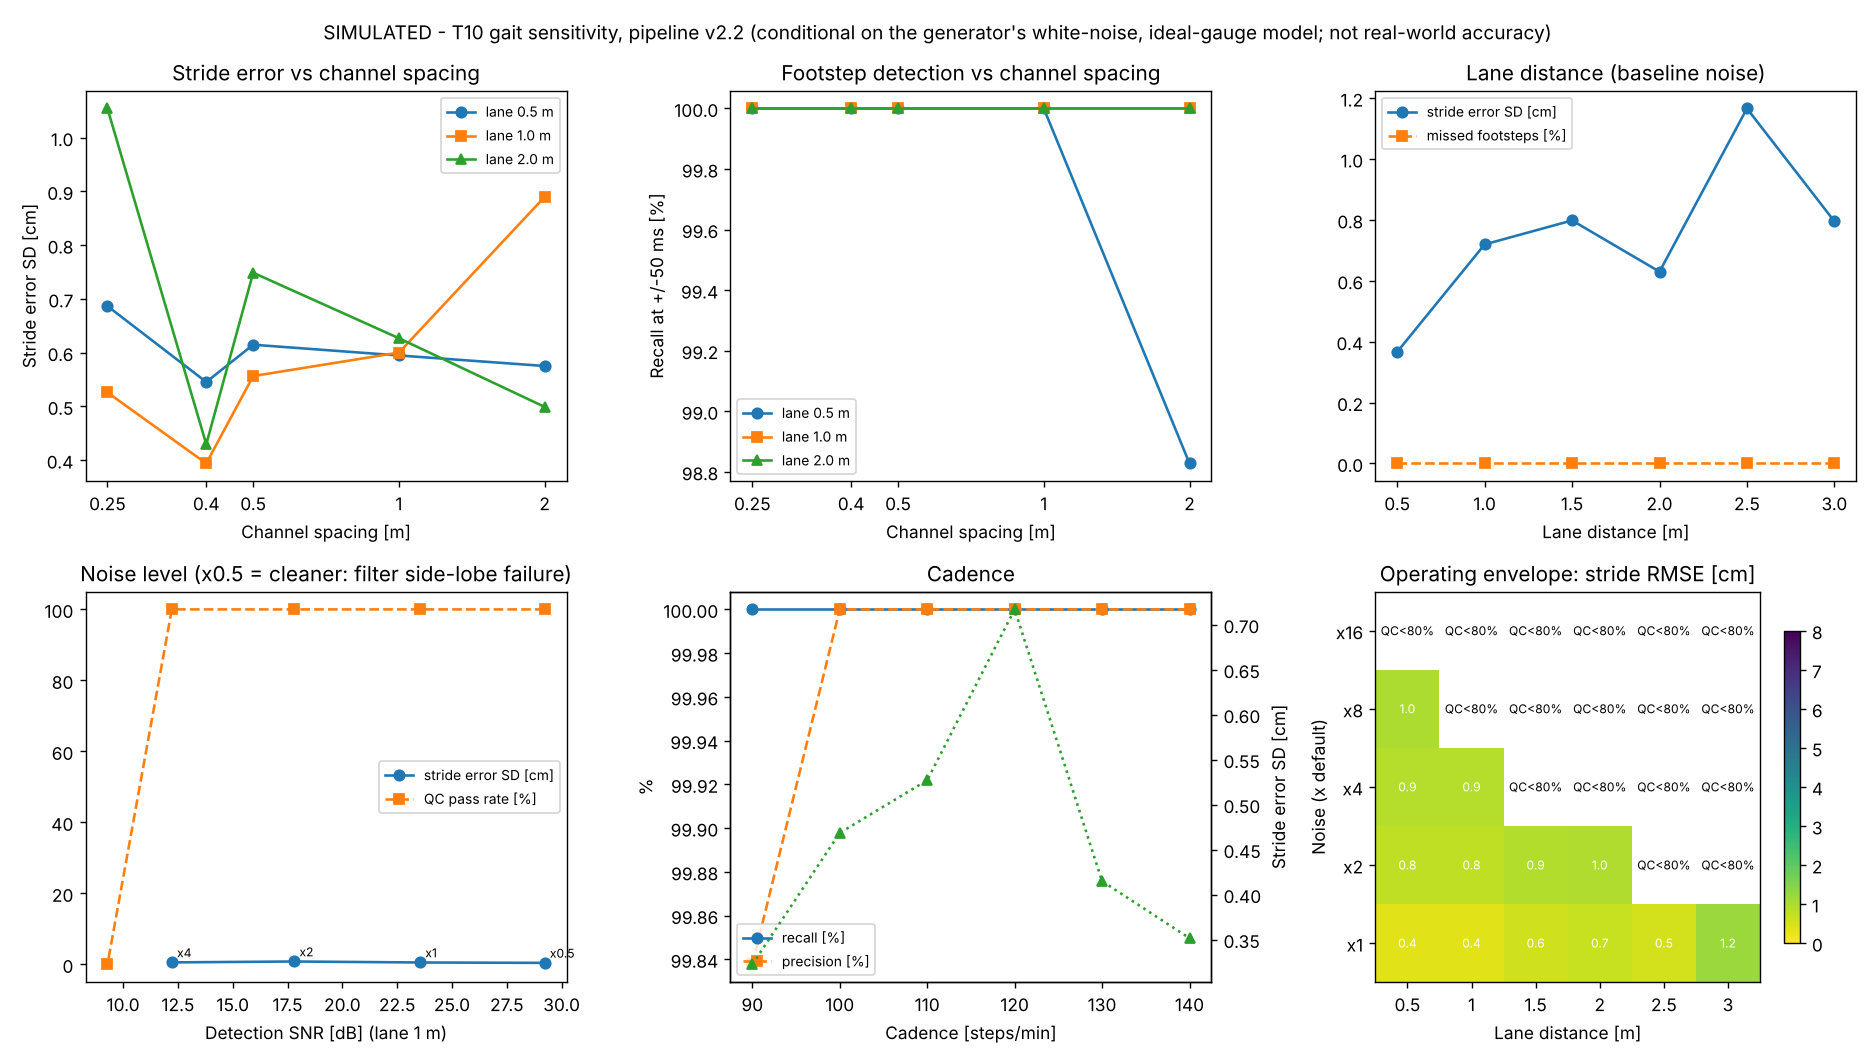 SIMULATED - T10 gait sensitivity, pipeline v2.2 (conditional on the generator's white-noise, ideal-gauge model; not real-world accuracy)
Stride error vs channel spacing
Stride error SD [cm]
1.0
0.9
0.8
0.7
0.6
0.5
0.4
lane 0.5 m
lane 1.0 m
lane 2.0 m
0.25 0.4 0.5 1 2
Channel spacing [m]
Footstep detection vs channel spacing
Recall at +/-50 ms [%]
100.0
99.8
99.6
99.4
99.2
99.0
98.8
lane 0.5 m
lane 1.0 m
lane 2.0 m
0.25 0.4 0.5 1 2
Channel spacing [m]
Lane distance (baseline noise)
1.2
1.0
0.8
0.6
0.4
0.2
0.0
stride error SD [cm]
missed footsteps [%]
0.5 1.0 1.5 2.0 2.5 3.0
Lane distance [m]
Noise level (x0.5 = cleaner: filter side-lobe failure)
100
80
60
40
20
0
stride error SD [cm]
QC pass rate [%]
x4 x2 x1 x0.5
10.0 12.5 15.0 17.5 20.0 22.5 25.0 27.5 30.0
Detection SNR [dB] (lane 1 m)
Cadence
%
100.00
99.98
99.96
99.94
99.92
99.90
99.88
99.86
99.84
recall [%]
precision [%]
0.70
0.65
0.60
0.55
0.50
0.45
0.40
0.35
Stride error SD [cm]
90 100 110 120 130 140
Cadence [steps/min]
Operating envelope: stride RMSE [cm]
Noise (x default)
x16 QC<80% QC<80% QC<80% QC<80% QC<80% QC<80%
x8 1.0 QC<80% QC<80% QC<80% QC<80% QC<80%
x4 0.9 0.9 QC<80% QC<80% QC<80% QC<80%
x2 0.8 0.8 0.9 1.0 QC<80% QC<80%
x1 0.4 0.4 0.6 0.7 0.5 1.2
0.5 1 1.5 2 2.5 3
Lane distance [m]
8
7
6
5
4
3
2
1
0